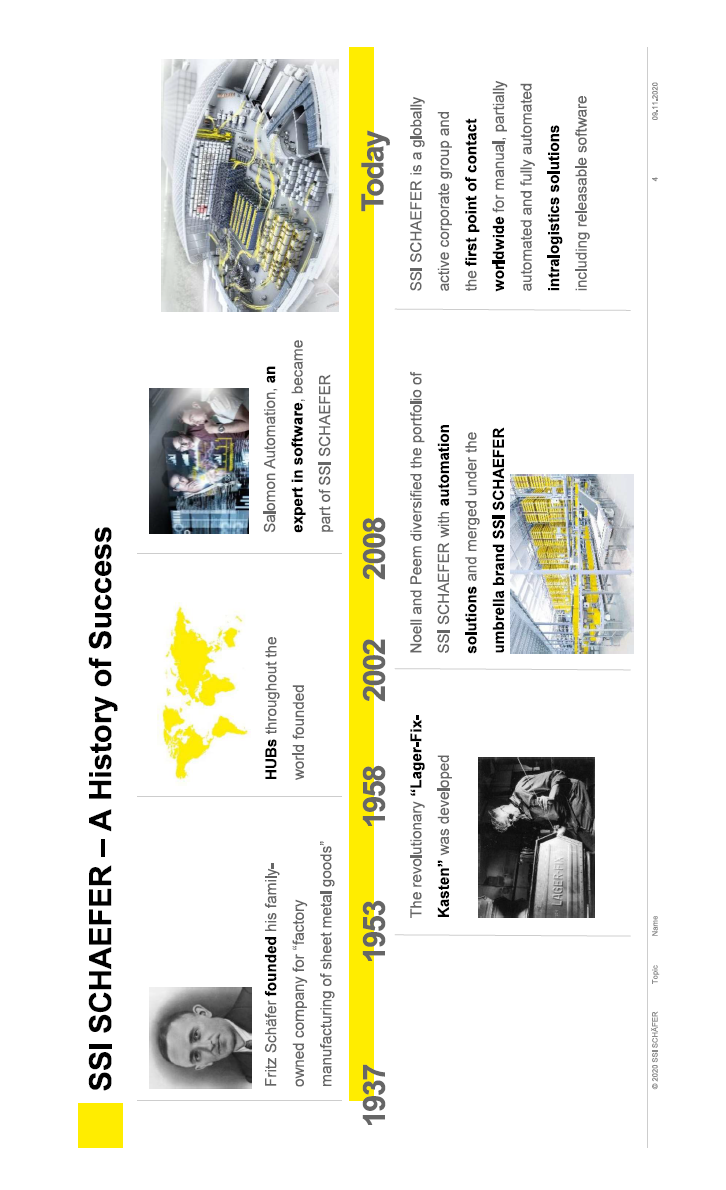 SSI SCHAEFER – A History of Success
Fritz Schäfer founded his family-
owned company for “factory
manufacturing of sheet metal goods”
HUBs throughout the
world founded
Salomon Automation, an
expert in software, became
part of SSI SCHAEFER
1937
1953
1958
2002
2008
Today
The revolutionary “Lager-Fix-
Kasten” was developed
LAGER-FIX
Noell and Peem diversified the portfolio of
SSI SCHAEFER with automation
solutions and merged under the
umbrella brand SSI SCHAEFER
SSI SCHAEFER is a globally
active corporate group and
the first point of contact
worldwide for manual, partially
automated and fully automated
intralogistics solutions
including releasable software
© 2020 SSI SCHÄFER Topic Name 4 09.11.2020